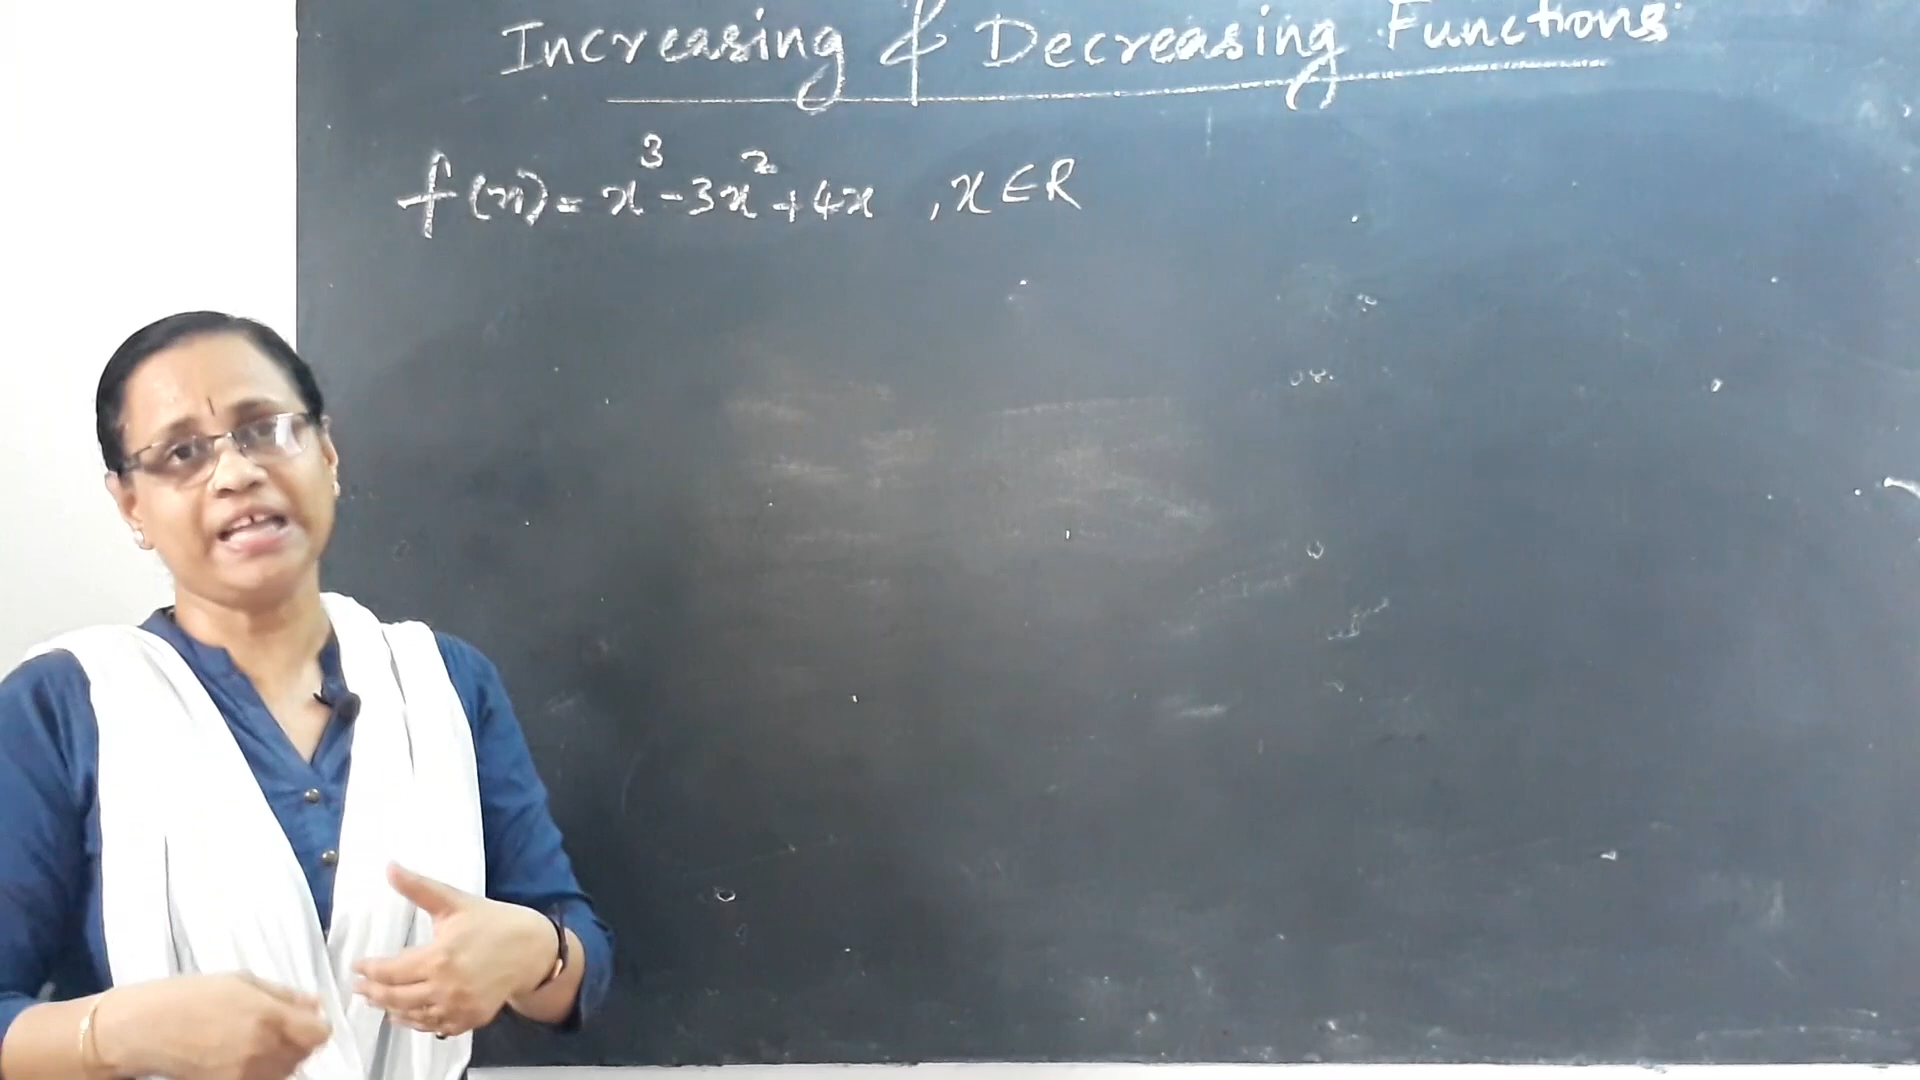 Increasing & Decreasing Functions
f(x) = x³-3x²+4x , x∈R